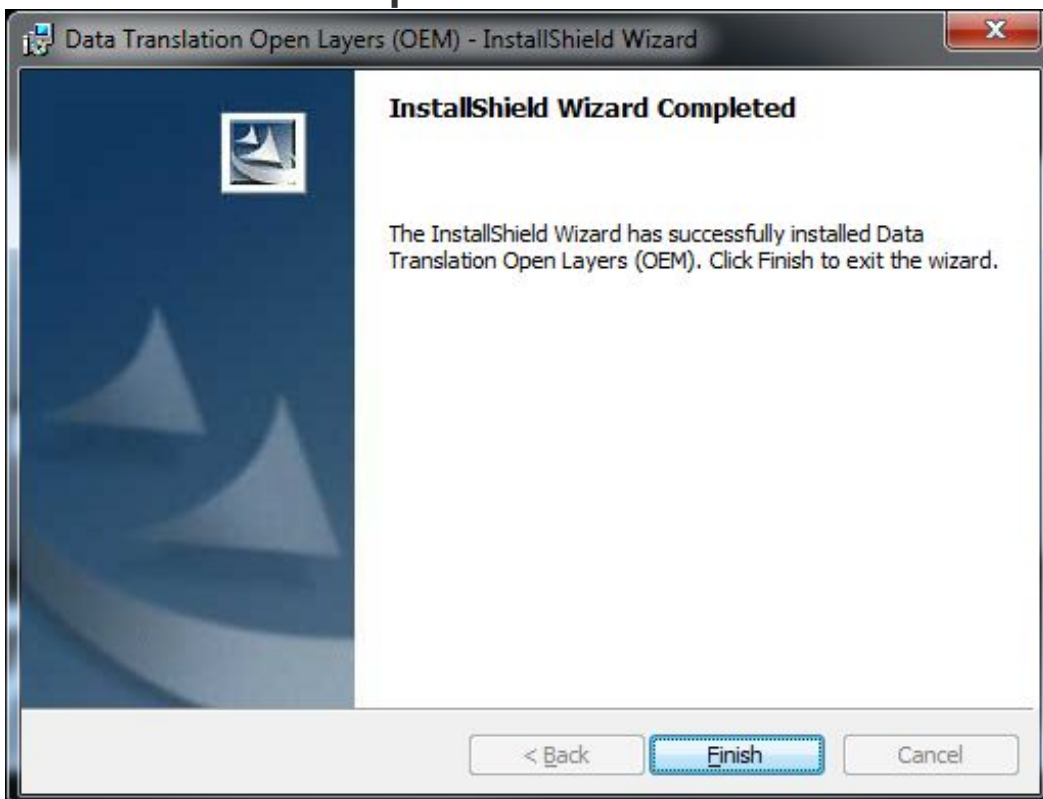 Data Translation Open Layers (OEM) - InstallShield Wizard
InstallShield Wizard Completed
The InstallShield Wizard has successfully installed Data
Translation Open Layers (OEM). Click Finish to exit the wizard.
< Back Finish Cancel